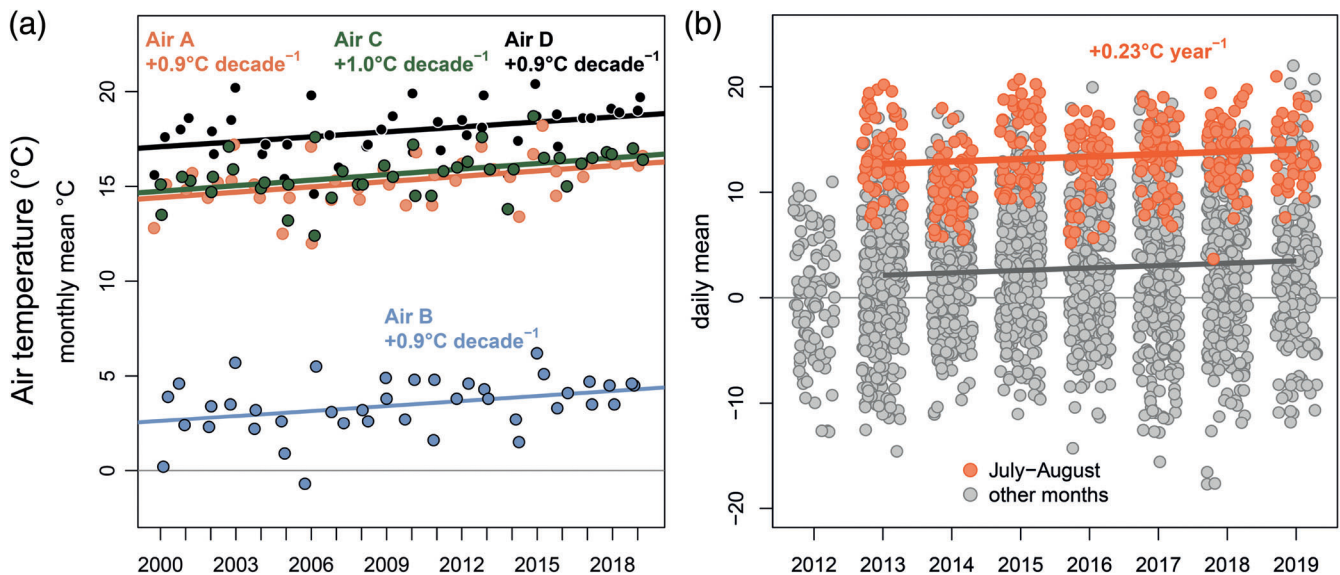 (a)
Air A
+0.9°C decade⁻¹
Air C
+1.0°C decade⁻¹
Air D
+0.9°C decade⁻¹
Air B
+0.9°C decade⁻¹
Air temperature (°C)
monthly mean °C
20
15
10
5
0
2000 2003 2006 2009 2012 2015 2018
(b)
+0.23°C year⁻¹
daily mean
20
10
0
−10
−20
July−August
other months
2012 2013 2014 2015 2016 2017 2018 2019